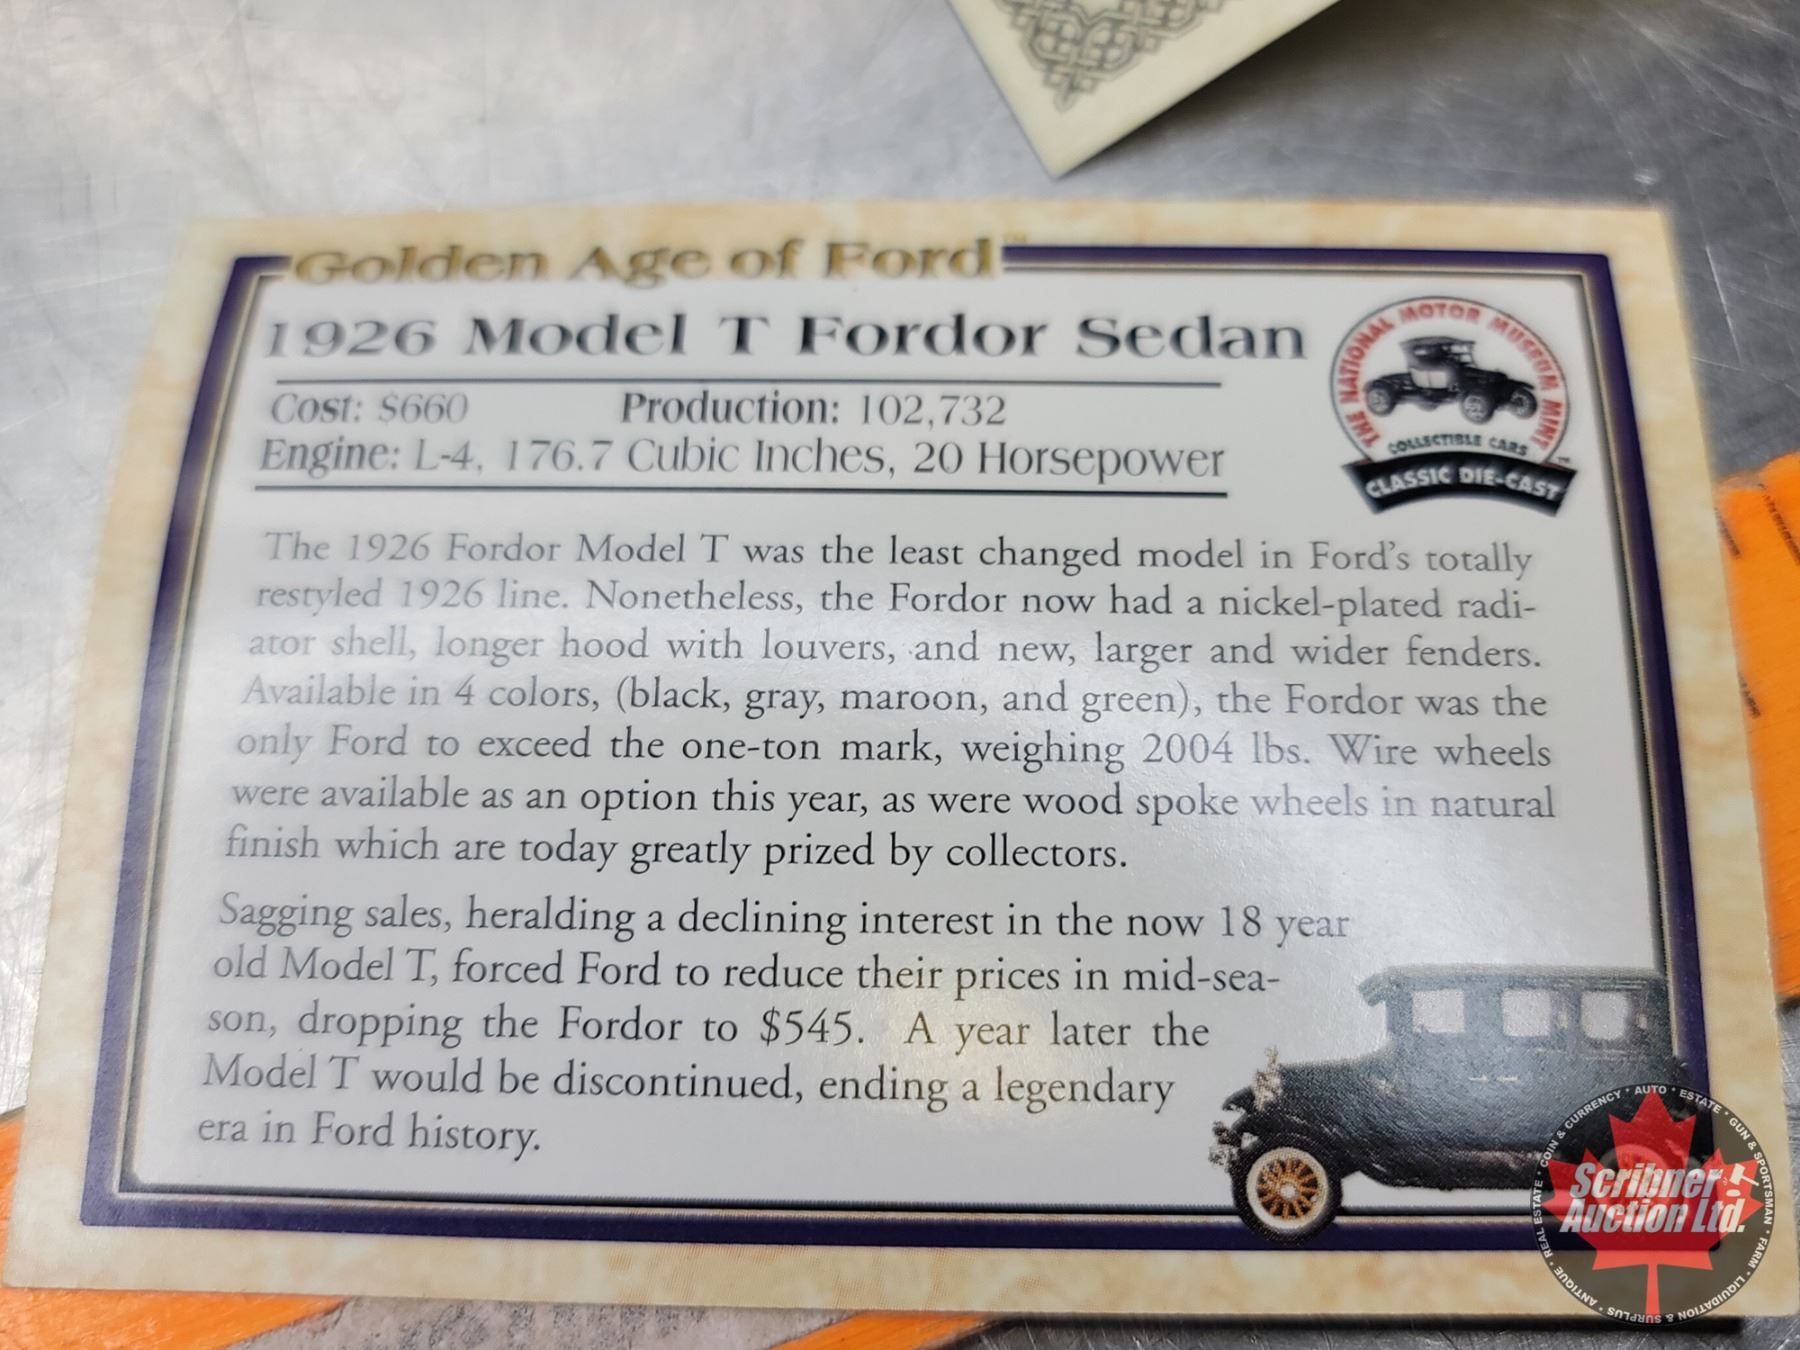 Golden Age of Ford™
1926 Model T Fordor Sedan
Cost: $660 Production: 102,732
Engine: L-4, 176.7 Cubic Inches, 20 Horsepower
THE NATIONAL MOTOR MUSEUM MINT
COLLECTIBLE CARS™
CLASSIC DIE-CAST
The 1926 Fordor Model T was the least changed model in Ford's totally
restyled 1926 line. Nonetheless, the Fordor now had a nickel-plated radi-
ator shell, longer hood with louvers, and new, larger and wider fenders.
Available in 4 colors, (black, gray, maroon, and green), the Fordor was the
only Ford to exceed the one-ton mark, weighing 2004 lbs. Wire wheels
were available as an option this year, as were wood spoke wheels in natural
finish which are today greatly prized by collectors.
Sagging sales, heralding a declining interest in the now 18 year
old Model T, forced Ford to reduce their prices in mid-sea-
son, dropping the Fordor to $545. A year later the
Model T would be discontinued, ending a legendary
era in Ford history.
Scribner
Auction Ltd.
ANTIQUE • REAL ESTATE • COIN & CURRENCY • AUTO • ESTATE • GUN & SPORTSMAN • FARM • LIQUIDATION & SURPLUS •